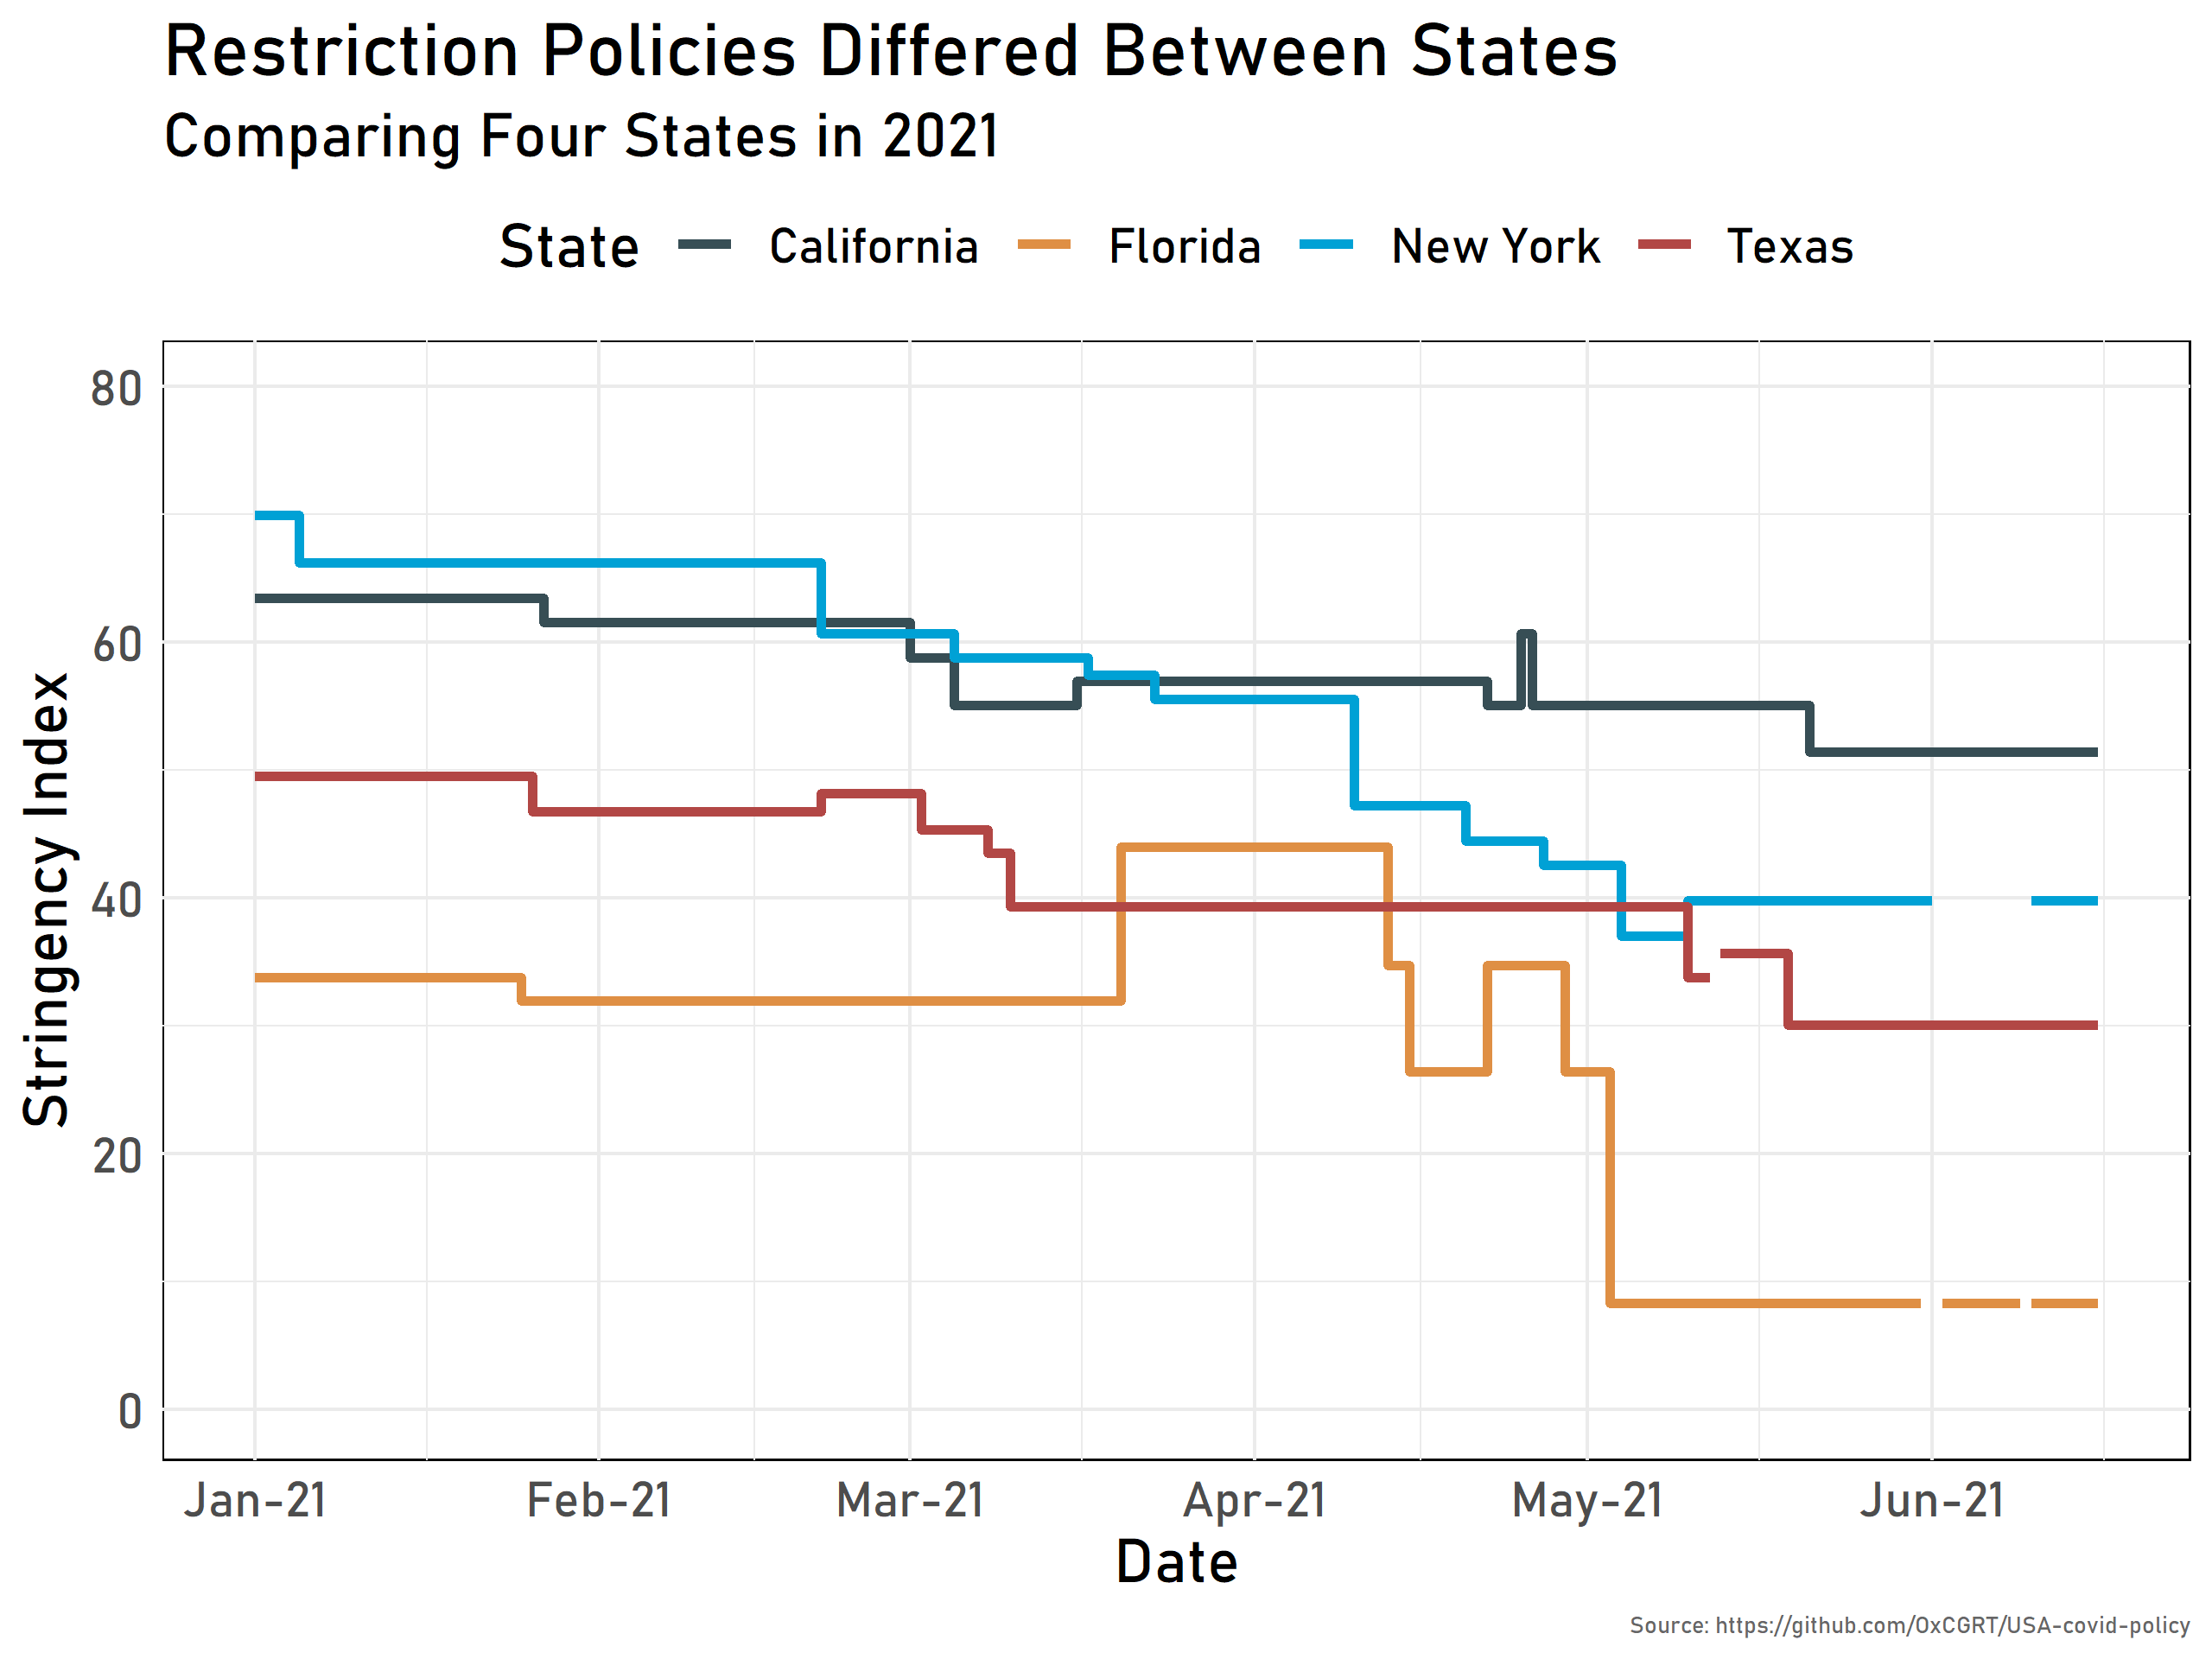 Restriction Policies Differed Between States
Comparing Four States in 2021
State California Florida New York Texas
Stringency Index
80
60
40
20
0
Jan-21 Feb-21 Mar-21 Apr-21 May-21 Jun-21
Date
Source: https://github.com/OxCGRT/USA-covid-policy